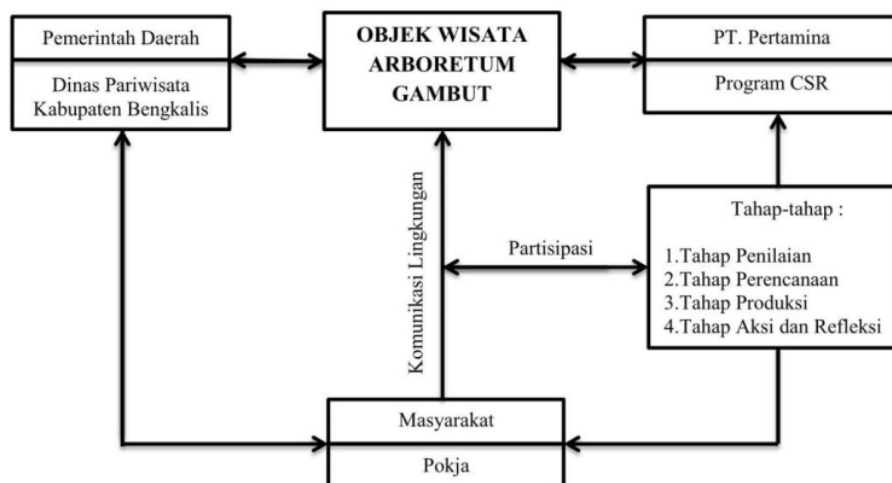 Pemerintah Daerah
Dinas Pariwisata
Kabupaten Bengkalis
OBJEK WISATA
ARBORETUM
GAMBUT
PT. Pertamina
Program CSR
Komunikasi Lingkungan
Partisipasi
Tahap-tahap :
1.Tahap Penilaian
2.Tahap Perencanaan
3.Tahap Produksi
4.Tahap Aksi dan Refleksi
Masyarakat
Pokja